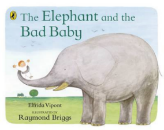 The Elephant and the
Bad Baby
Elfrida Vipont
Raymond Briggs